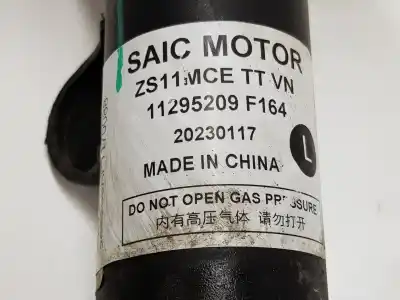 SAIC MOTOR
ZS11MCE TT VN
11295209 F164
20230117
L
MADE IN CHINA
DO NOT OPEN GAS PRESSURE
内有高压气体 请勿打开